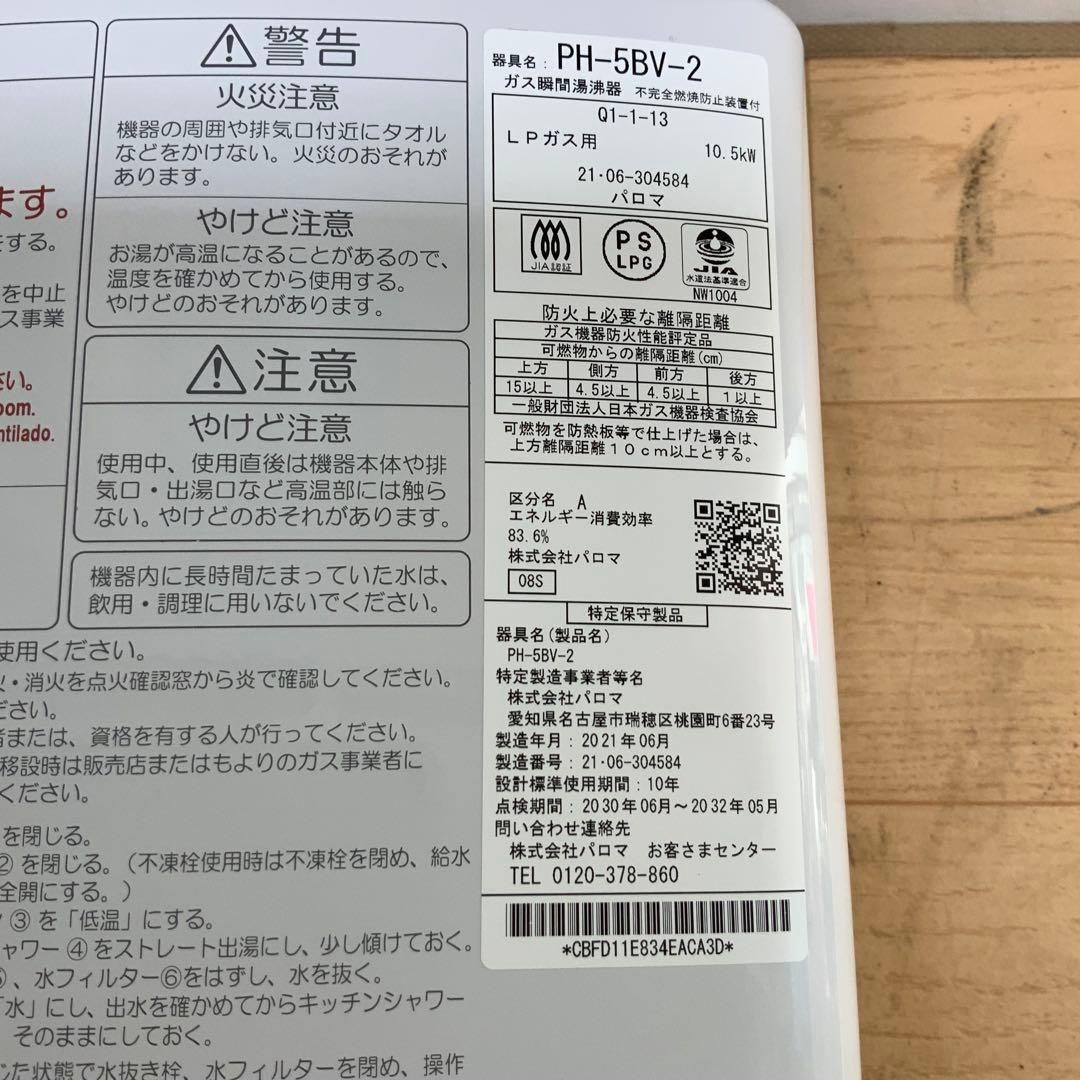 警告
火災注意
機器の周囲や排気口付近にタオル
などをかけない。火災のおそれが
あります。
やけど注意
お湯が高温になることがあるので、
温度を確かめてから使用する。
やけどのおそれがあります。
注意
やけど注意
使用中、使用直後は機器本体や排
気口・出湯口など高温部には触ら
ない。やけどのおそれがあります。
機器内に長時間たまっていた水は、
飲用・調理に用いないでください。
ます。
をする。
を中止
ス事業
さい。
oom.
ntilado.
使用ください。
火・消火を点火確認窓から炎で確認してください。
ださい。
者または、資格を有する人が行ってください。
移設時は販売店またはもよりのガス事業者に
ください。
を閉じる。
②を閉じる。(不凍栓使用時は不凍栓を閉め、給水
全開にする。)
③を「低温」にする。
ャワー④をストレート出湯にし、少し傾けておく。
、水フィルター⑥をはずし、水を抜く。
「水」にし、出水を確かめてからキッチンシャワー
そのままにしておく。
じた状態で水抜き栓、水フィルターを閉め、操作
器具名: PH-5BV-2
ガス瞬間湯沸器 不完全燃焼防止装置付
Q1-1-13
LPガス用 10.5kW
21・06-304584
パロマ
JIA認証
PS
LPG
JIA
水道法基準適合
NW1004
防火上必要な離隔距離
ガス機器防火性能評定品
可燃物からの離隔距離(cm)
上方 側方 前方 後方
15以上 4.5以上 4.5以上 1以上
一般財団法人日本ガス機器検査協会
可燃物を防熱板等で仕上げた場合は、
上方離隔距離10cm以上とする。
区分名 A
エネルギー消費効率
83.6%
株式会社パロマ
08S
特定保守製品
器具名(製品名)
PH-5BV-2
特定製造事業者等名
株式会社パロマ
愛知県名古屋市瑞穂区桃園町6番23号
製造年月:2021年06月
製造番号:21・06-304584
設計標準使用期間:10年
点検期間:2030年06月～2032年05月
問い合わせ連絡先
株式会社パロマ お客さまセンター
TEL 0120-378-860
*CBFD11E834EACA3D*